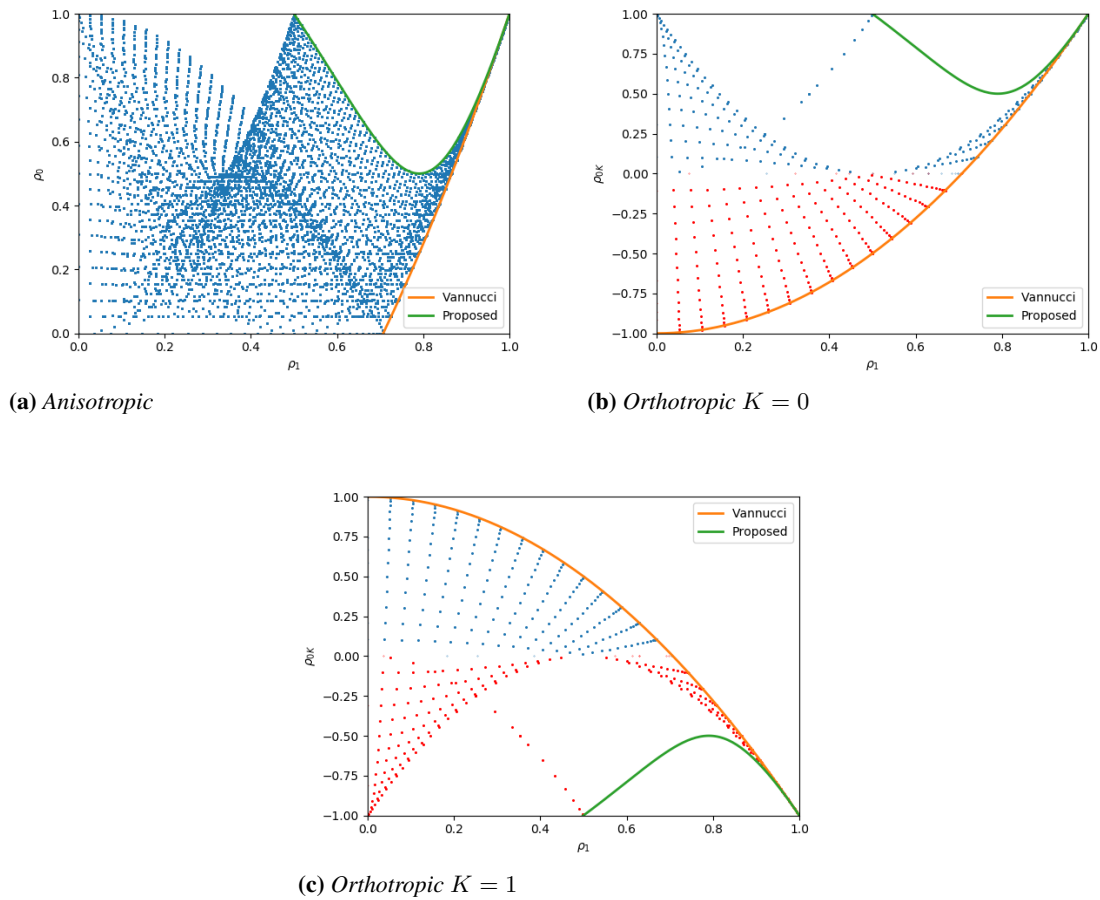 1.0
0.8
0.6
0.4
0.2
0.0
ρ0
0.0 0.2 0.4 0.6 0.8 1.0
ρ1
Vannucci
Proposed
(a) Anisotropic
1.00
0.75
0.50
0.25
0.00
−0.25
−0.50
−0.75
−1.00
ρ0K
0.0 0.2 0.4 0.6 0.8 1.0
ρ1
Vannucci
Proposed
(b) Orthotropic K = 0
1.00
0.75
0.50
0.25
0.00
−0.25
−0.50
−0.75
−1.00
ρ0K
0.0 0.2 0.4 0.6 0.8 1.0
ρ1
Vannucci
Proposed
(c) Orthotropic K = 1